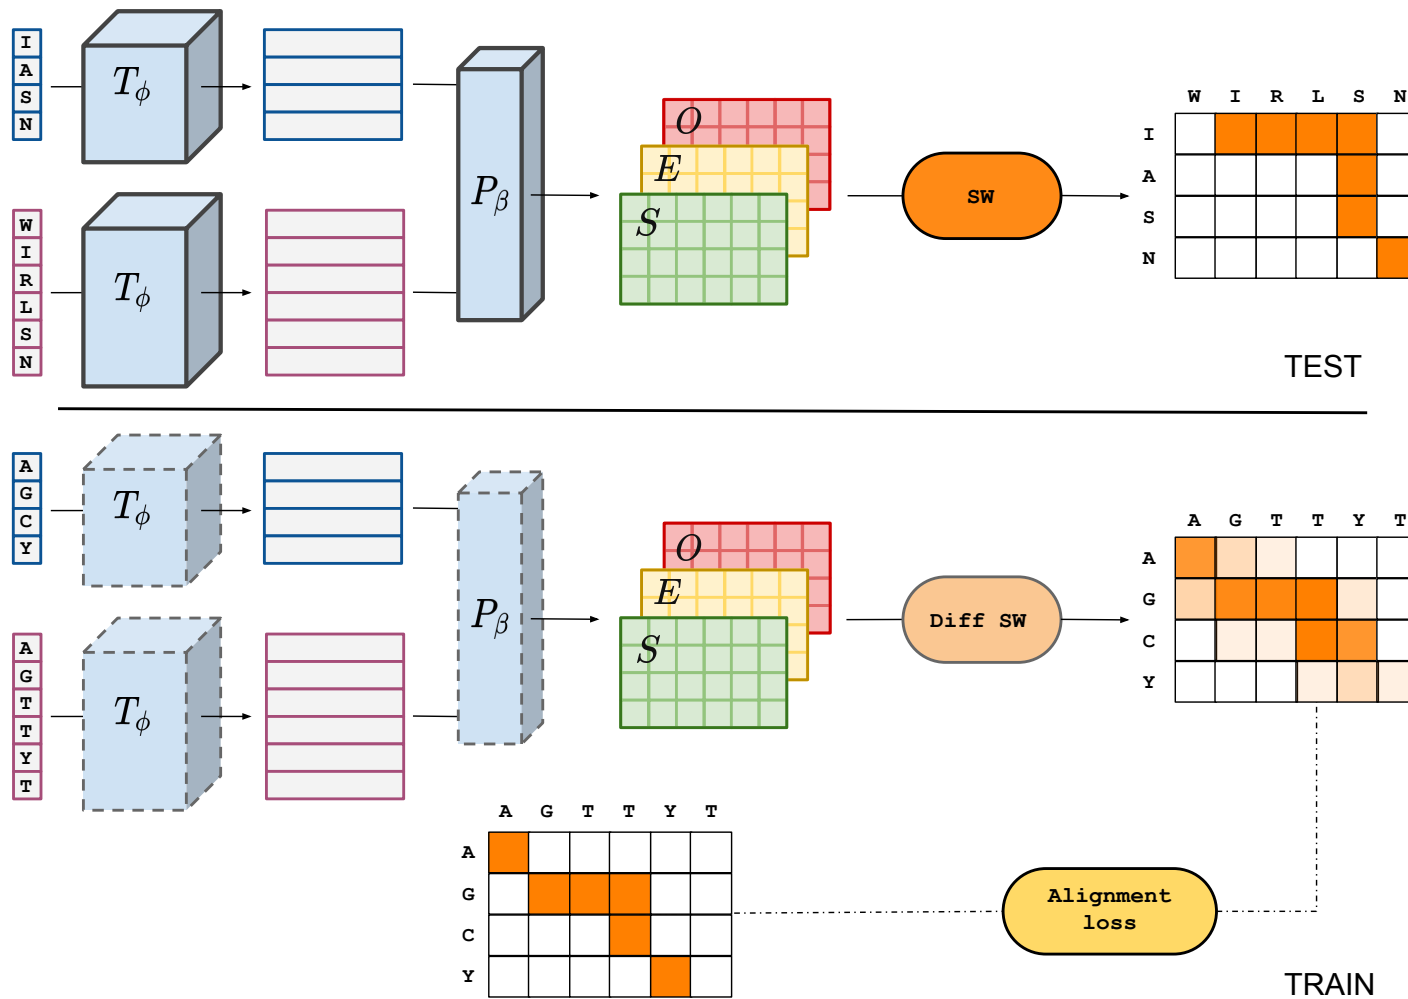 I
A
S
N
T_ϕ
W
I
R
L
S
N
T_ϕ
P_β
O
E
S
SW
W I R L S N
I
A
S
N
TEST
A
G
C
Y
T_ϕ
A
G
T
T
Y
T
T_ϕ
P_β
O
E
S
Diff SW
A G T T Y T
A
G
C
Y
A G T T Y T
A
G
C
Y
Alignment
loss
TRAIN